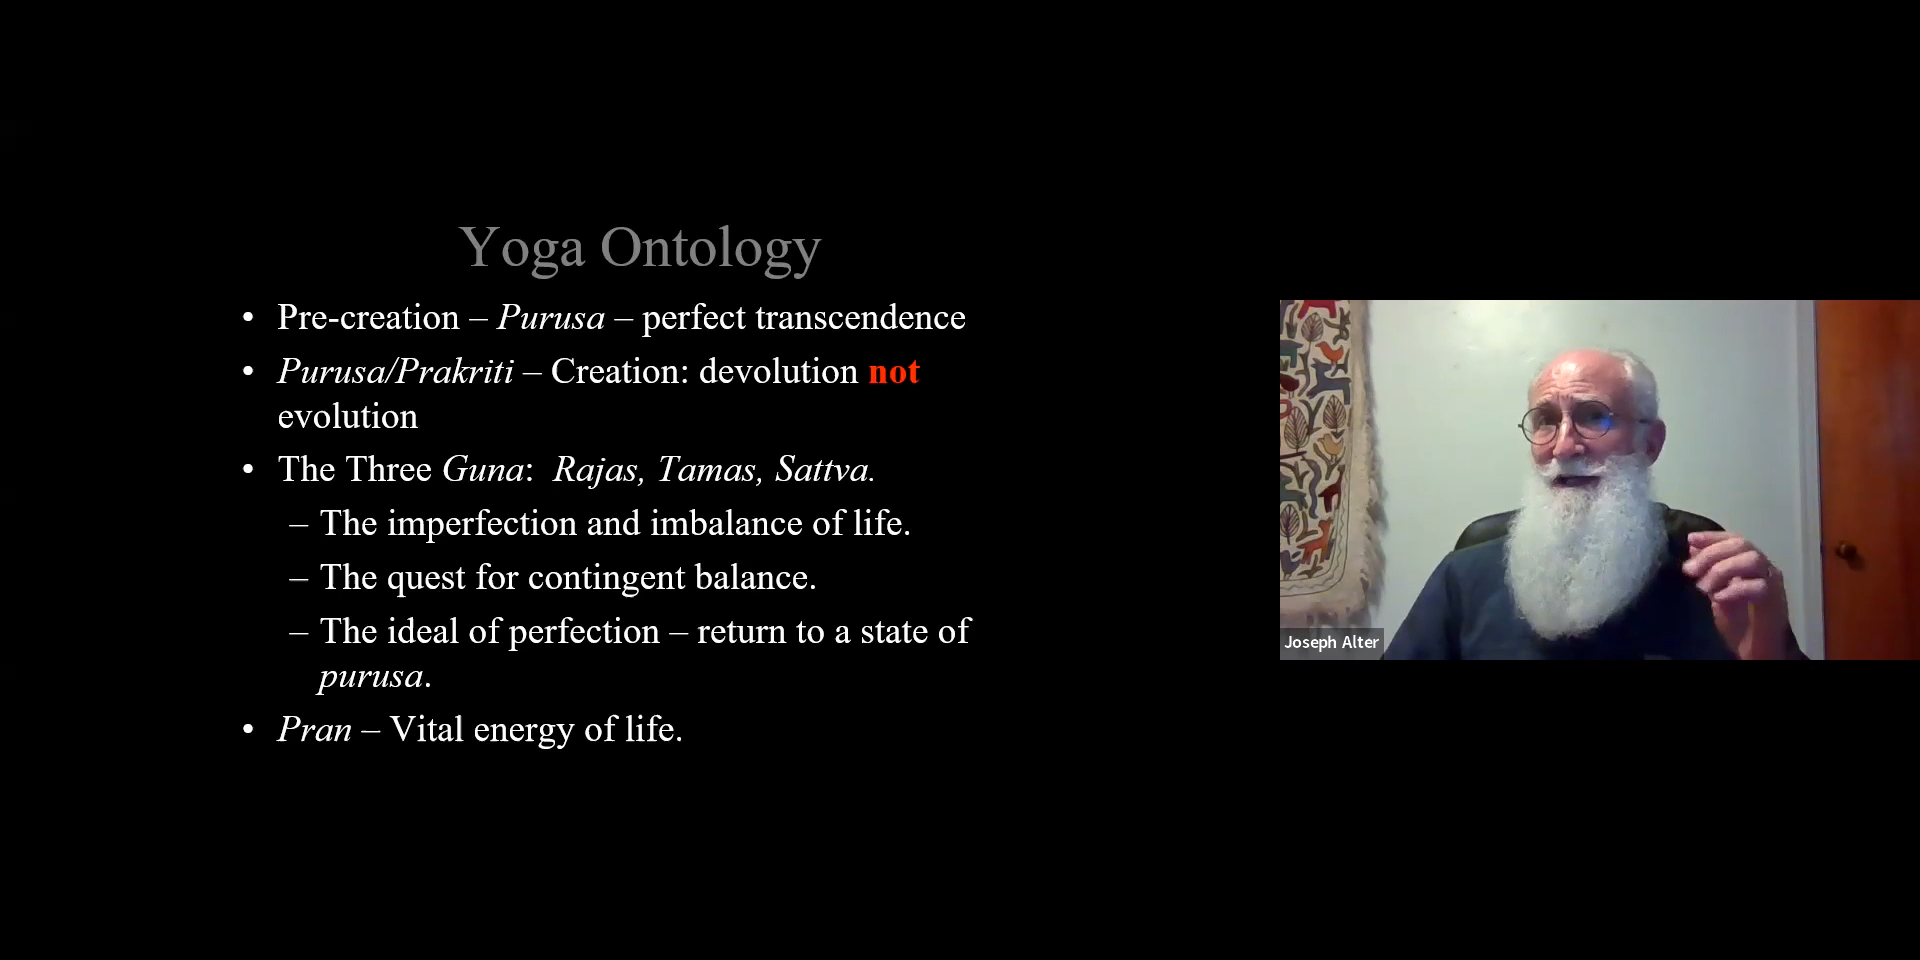 Yoga Ontology
• Pre-creation – Purusa – perfect transcendence
• Purusa/Prakriti – Creation: devolution not
evolution
• The Three Guna:  Rajas, Tamas, Sattva.
– The imperfection and imbalance of life.
– The quest for contingent balance.
– The ideal of perfection – return to a state of
purusa.
• Pran – Vital energy of life.
Joseph Alter